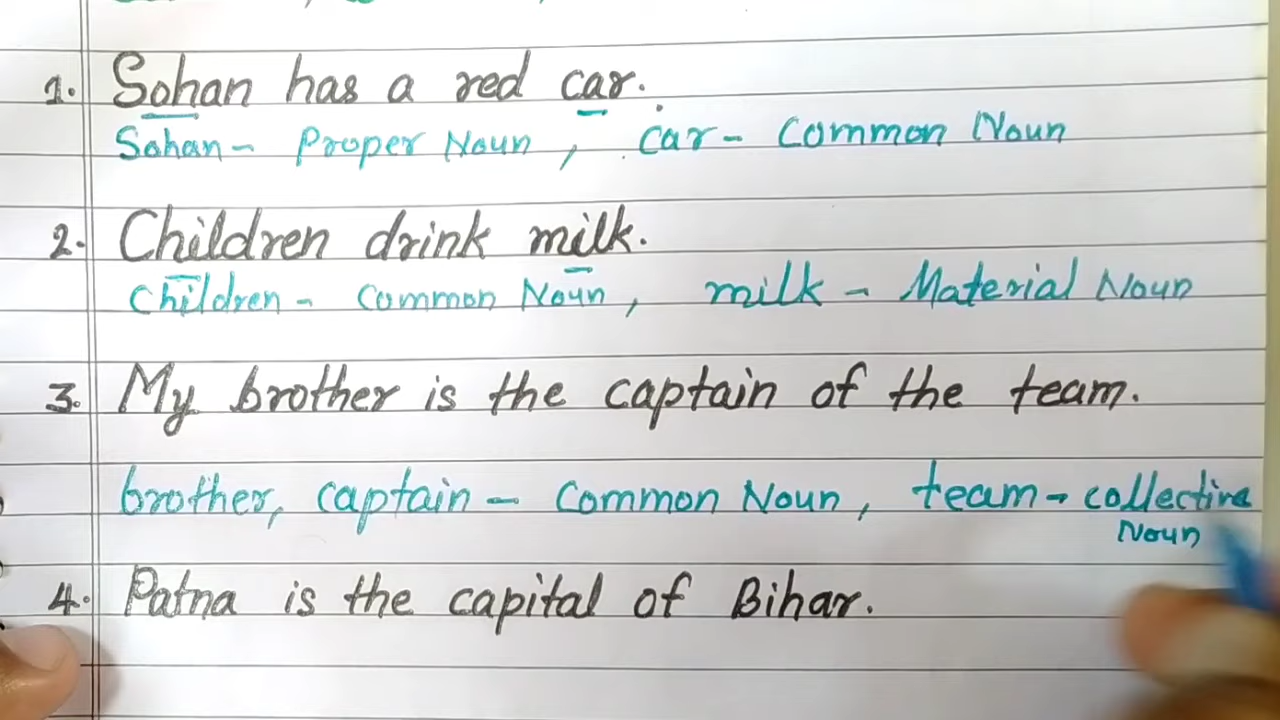 1. Sohan has a red car.
Sohan - Proper Noun, car - Common Noun
2. Children drink milk.
Children - Common Noun, milk - Material Noun
3. My brother is the captain of the team.
brother, captain - Common Noun, team - collective
Noun
4. Patna is the capital of Bihar.